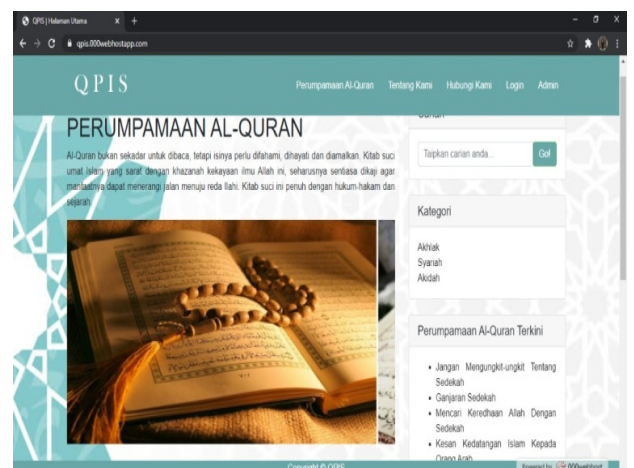 QPIS | Halaman Utama
qpis.000webhostapp.com
QPIS
Perumpamaan Al-Quran Tentang Kami Hubungi Kami Login Admin
PERUMPAMAAN AL-QURAN
Al-Quran bukan sekadar untuk dibaca, tetapi isinya perlu difahami, dihayati dan diamalkan. Kitab suci
umat Islam yang sarat dengan khazanah kekayaan ilmu Allah ini, seharusnya sentiasa dikaji agar
manfaatnya dapat menerangi jalan menuju reda Ilahi. Kitab suci ini penuh dengan hukum-hakam dan
sejarah.
Carian
Taipkan carian anda... Go!
Kategori
Akhlak
Syariah
Akidah
Perumpamaan Al-Quran Terkini
Jangan Mengungkit-ungkit Tentang
Sedekah
Ganjaran Sedekah
Mencari Keredhaan Allah Dengan
Sedekah
Kesan Kedatangan Islam Kepada
Orang Arab
Copyright © QPIS
Powered by 000webhost